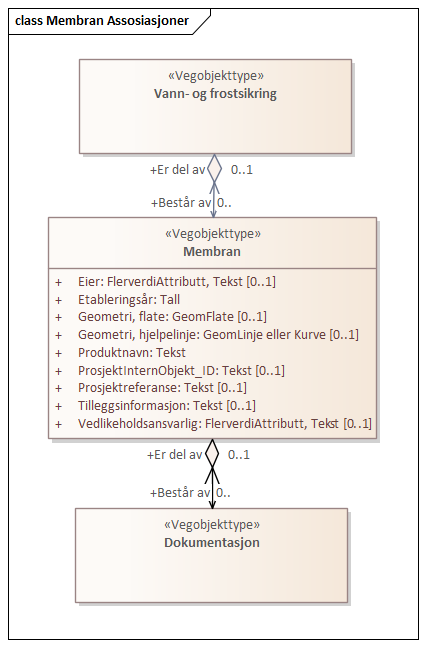 class Membran Assosiasjoner
«Vegobjekttype»
Vann- og frostsikring
+Er del av 0..1
+Består av 0..
«Vegobjekttype»
Membran
+ Eier: FlerverdiAttributt, Tekst [0..1]
+ Etableringsår: Tall
+ Geometri, flate: GeomFlate [0..1]
+ Geometri, hjelpelinje: GeomLinje eller Kurve [0..1]
+ Produktnavn: Tekst
+ ProsjektInternObjekt_ID: Tekst [0..1]
+ Prosjektreferanse: Tekst [0..1]
+ Tilleggsinformasjon: Tekst [0..1]
+ Vedlikeholdsansvarlig: FlerverdiAttributt, Tekst [0..1]
+Er del av 0..1
+Består av 0..
«Vegobjekttype»
Dokumentasjon